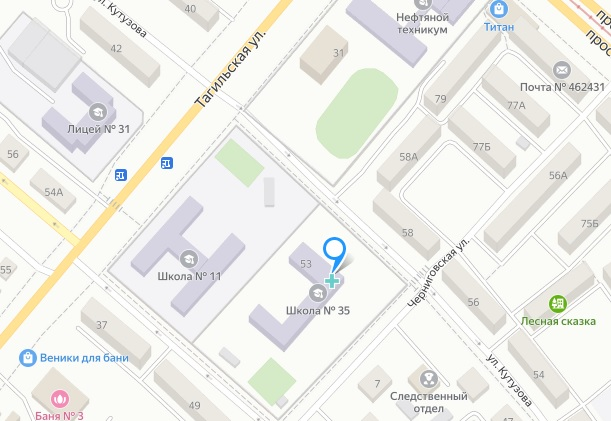 ул. Кутузова
42
Тагильская ул.
Нефтяной
техникум
Титан
прос
31
Почта № 462431
79
77А
Лицей № 31
77Б
56
54А
58А
56А
58
75Б
Школа № 11
53
Школа № 35
Черниговская ул.
55
56
Лесная сказка
37
Веники для бани
ул. Кутузова
54
7
Следственный
отдел
Баня № 3
49